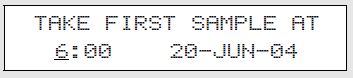 TAKE FIRST SAMPLE AT
6:00 20-JUN-04